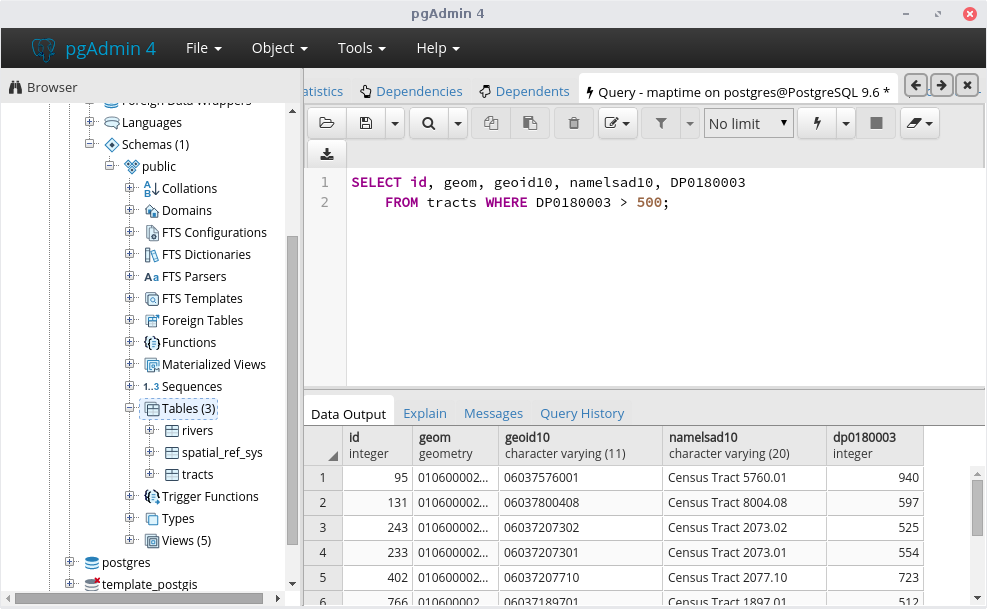 pgAdmin 4
pgAdmin 4 File Object Tools Help
Browser
atistics Dependencies Dependents Query - maptime on postgres@PostgreSQL 9.6 *
No limit
Foreign Data Wrappers
Languages
Schemas (1)
public
Collations
Domains
FTS Configurations
FTS Dictionaries
Aa FTS Parsers
FTS Templates
Foreign Tables
Functions
Materialized Views
1..3 Sequences
Tables (3)
rivers
spatial_ref_sys
tracts
Trigger Functions
Types
Views (5)
postgres
template_postgis
1 SELECT id, geom, geoid10, namelsad10, DP0180003
2 FROM tracts WHERE DP0180003 > 500;
Data Output Explain Messages Query History
id geom geoid10 namelsad10 dp0180003
integer geometry character varying (11) character varying (20) integer
1 95 010600002... 06037576001 Census Tract 5760.01 940
2 131 010600002... 06037800408 Census Tract 8004.08 597
3 243 010600002... 06037207302 Census Tract 2073.02 525
4 233 010600002... 06037207301 Census Tract 2073.01 554
5 402 010600002... 06037207710 Census Tract 2077.10 723
6 766 010600002... 06037189701 Census Tract 1897.01 512